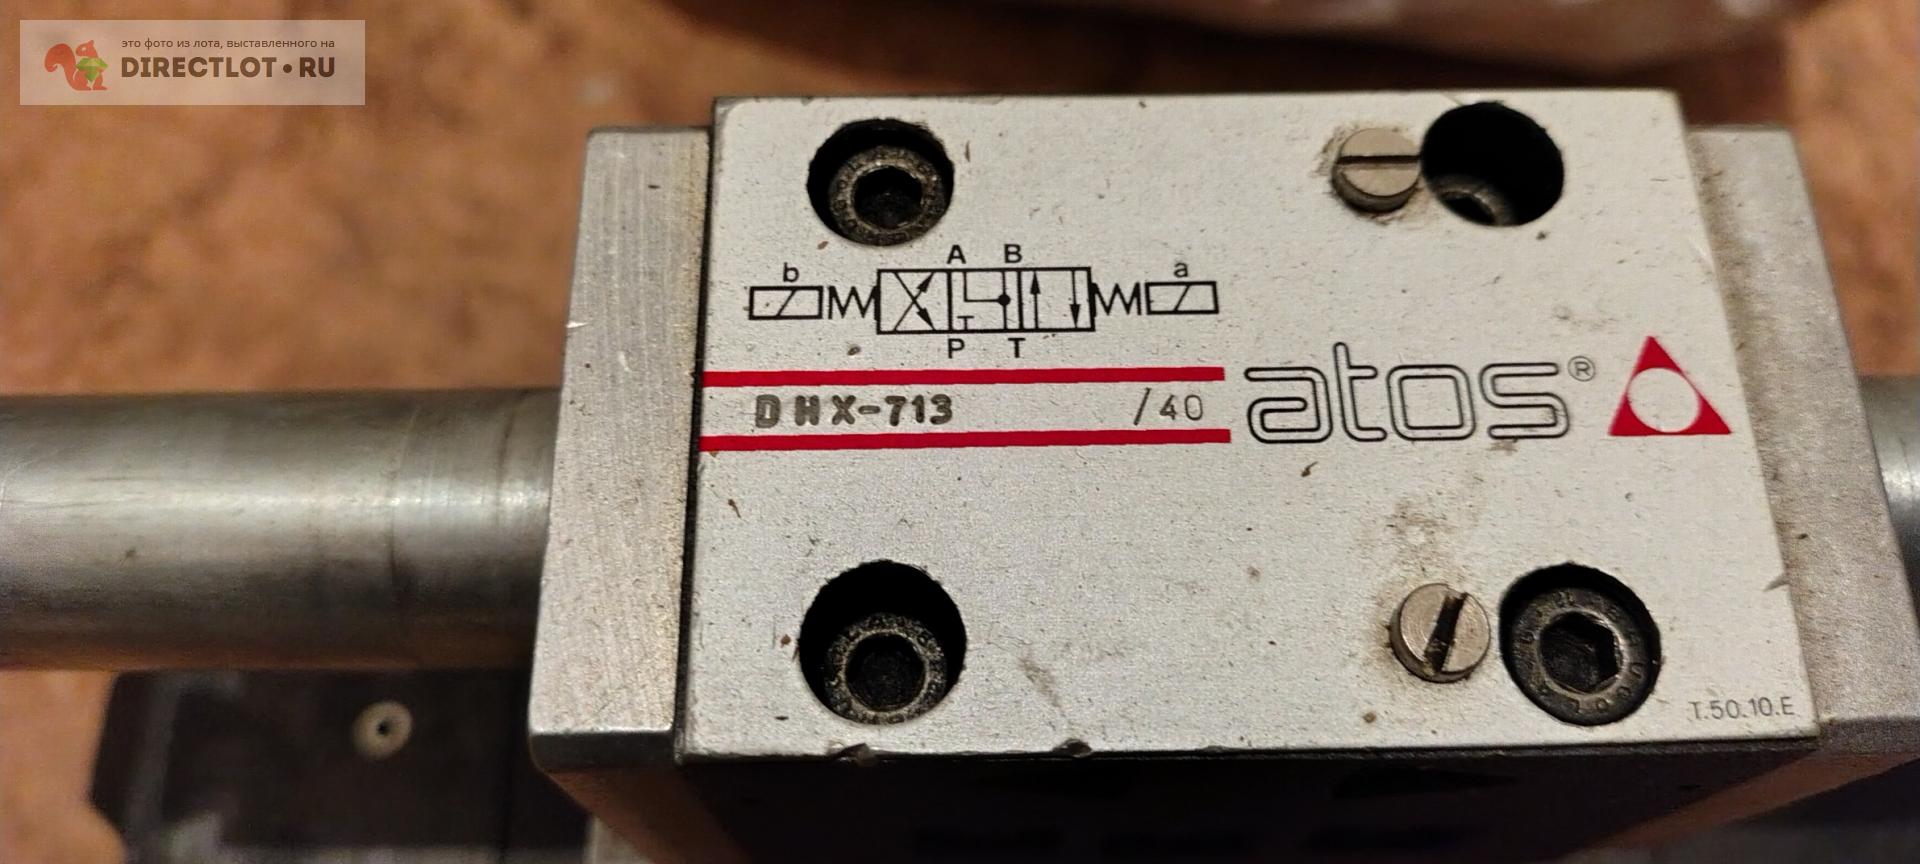 это фото из лота, выставленного на
DIRECTLOT•RU
A B
b a
T
P T
DHX-713 /40
atos®
T.50.10.E